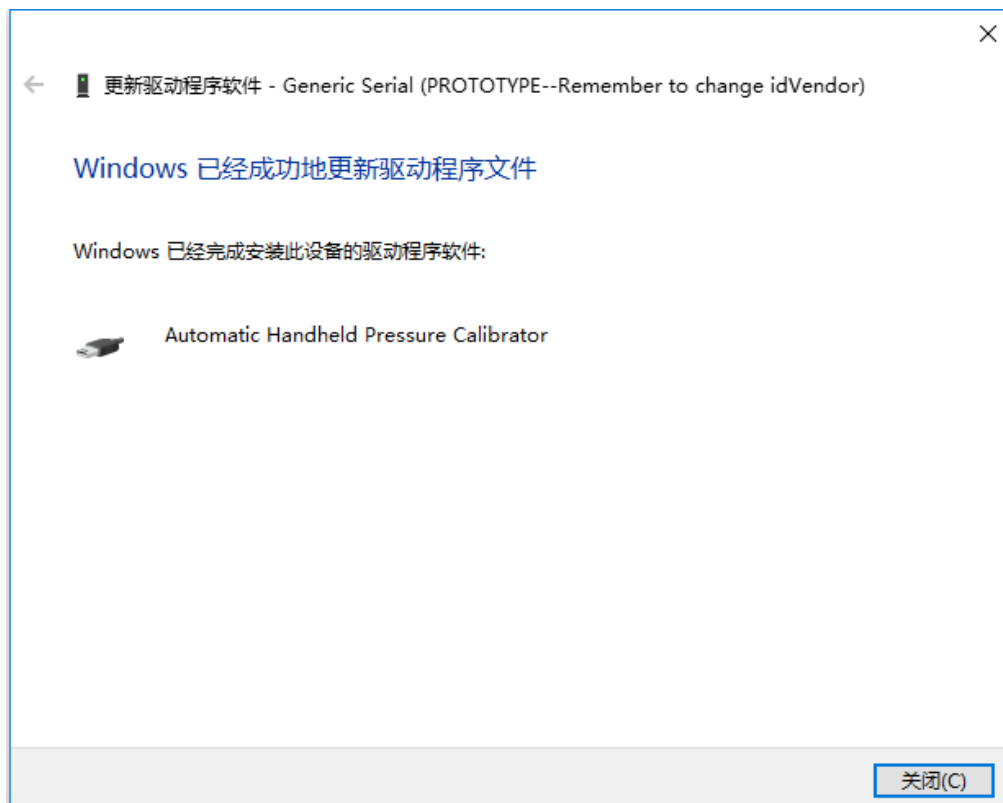 更新驱动程序软件 - Generic Serial (PROTOTYPE--Remember to change idVendor)
Windows 已经成功地更新驱动程序文件
Windows 已经完成安装此设备的驱动程序软件:
Automatic Handheld Pressure Calibrator
关闭(C)